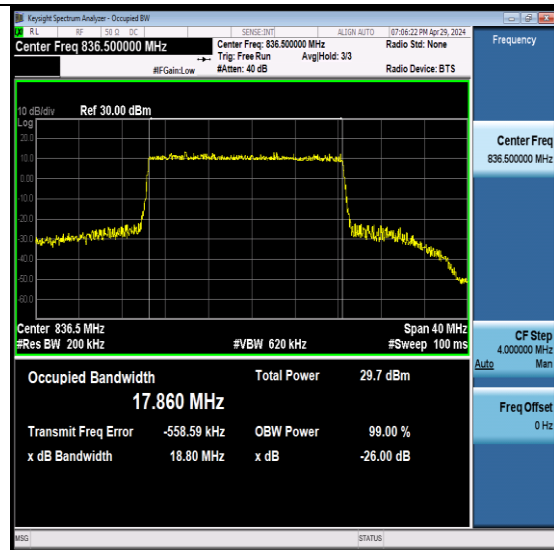 Keysight Spectrum Analyzer - Occupied BW
RL RF 50 Ω DC SENSE:INT ALIGN AUTO 07:06:22 PM Apr 29, 2024
Center Freq 836.500000 MHz
Center Freq: 836.500000 MHz Radio Std: None
Trig: Free Run Avg|Hold: 3/3
#IFGain:Low #Atten: 40 dB Radio Device: BTS
Frequency
10 dB/div Ref 30.00 dBm
Log
20.0
10.0
0.00
-10.0
-20.0
-30.0
-40.0
-50.0
-60.0
Center 836.5 MHz Span 40 MHz
#Res BW 200 kHz #VBW 620 kHz #Sweep 100 ms
Center Freq
836.500000 MHz
CF Step
4.000000 MHz
Auto Man
Freq Offset
0 Hz
Occupied Bandwidth Total Power 29.7 dBm
17.860 MHz
Transmit Freq Error -558.59 kHz OBW Power 99.00 %
x dB Bandwidth 18.80 MHz x dB -26.00 dB
MSG STATUS